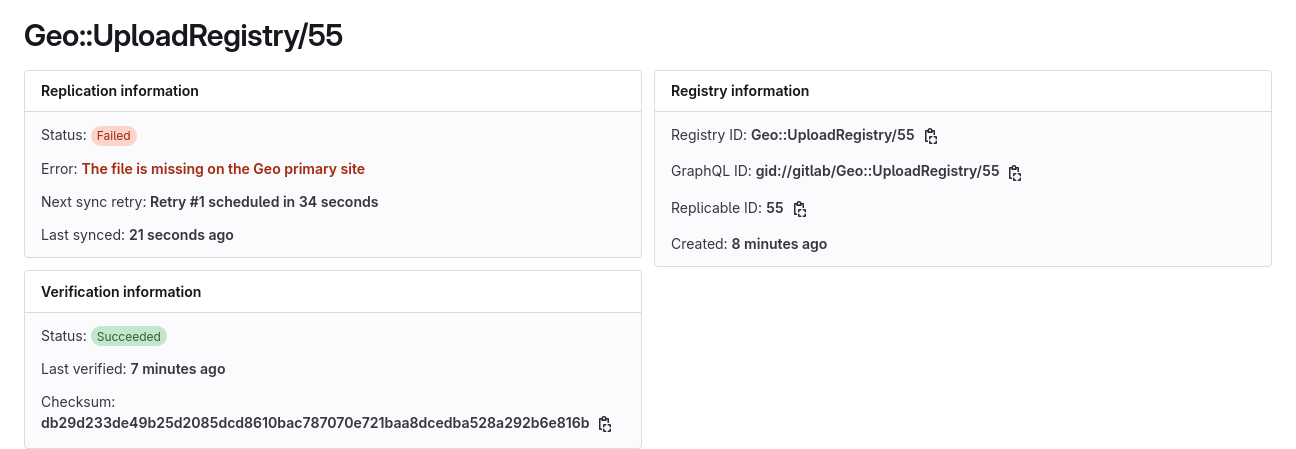 Geo::UploadRegistry/55
Replication information
Status: Failed
Error: The file is missing on the Geo primary site
Next sync retry: Retry #1 scheduled in 34 seconds
Last synced: 21 seconds ago
Verification information
Status: Succeeded
Last verified: 7 minutes ago
Checksum:
db29d233de49b25d2085dcd8610bac787070e721baa8dcedba528a292b6e816b
Registry information
Registry ID: Geo::UploadRegistry/55
GraphQL ID: gid://gitlab/Geo::UploadRegistry/55
Replicable ID: 55
Created: 8 minutes ago